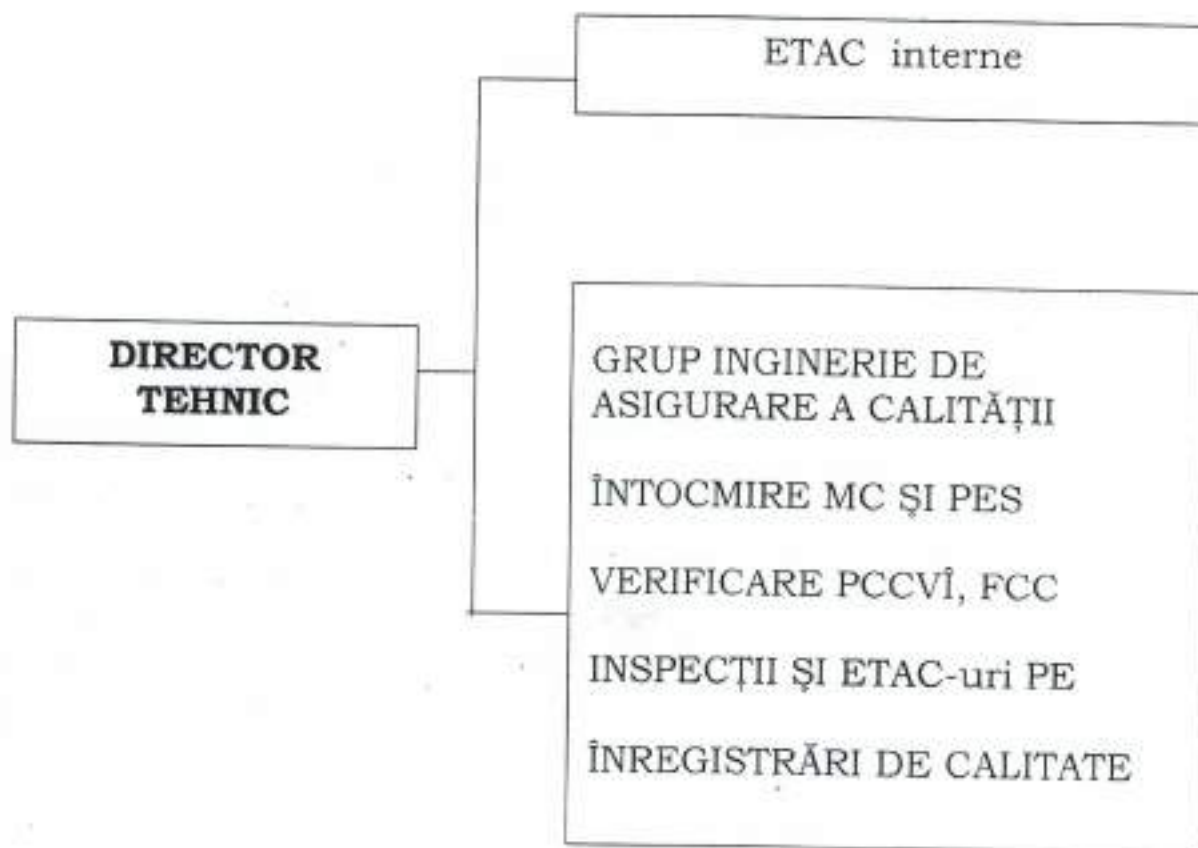 ETAC interne
DIRECTOR
TEHNIC
GRUP INGINERIE DE
ASIGURARE A CALITĂȚII
ÎNTOCMIRE MC ŞI PES
VERIFICARE PCCVÎ, FCC
INSPECȚII ŞI ETAC-uri PE
ÎNREGISTRĂRI DE CALITATE